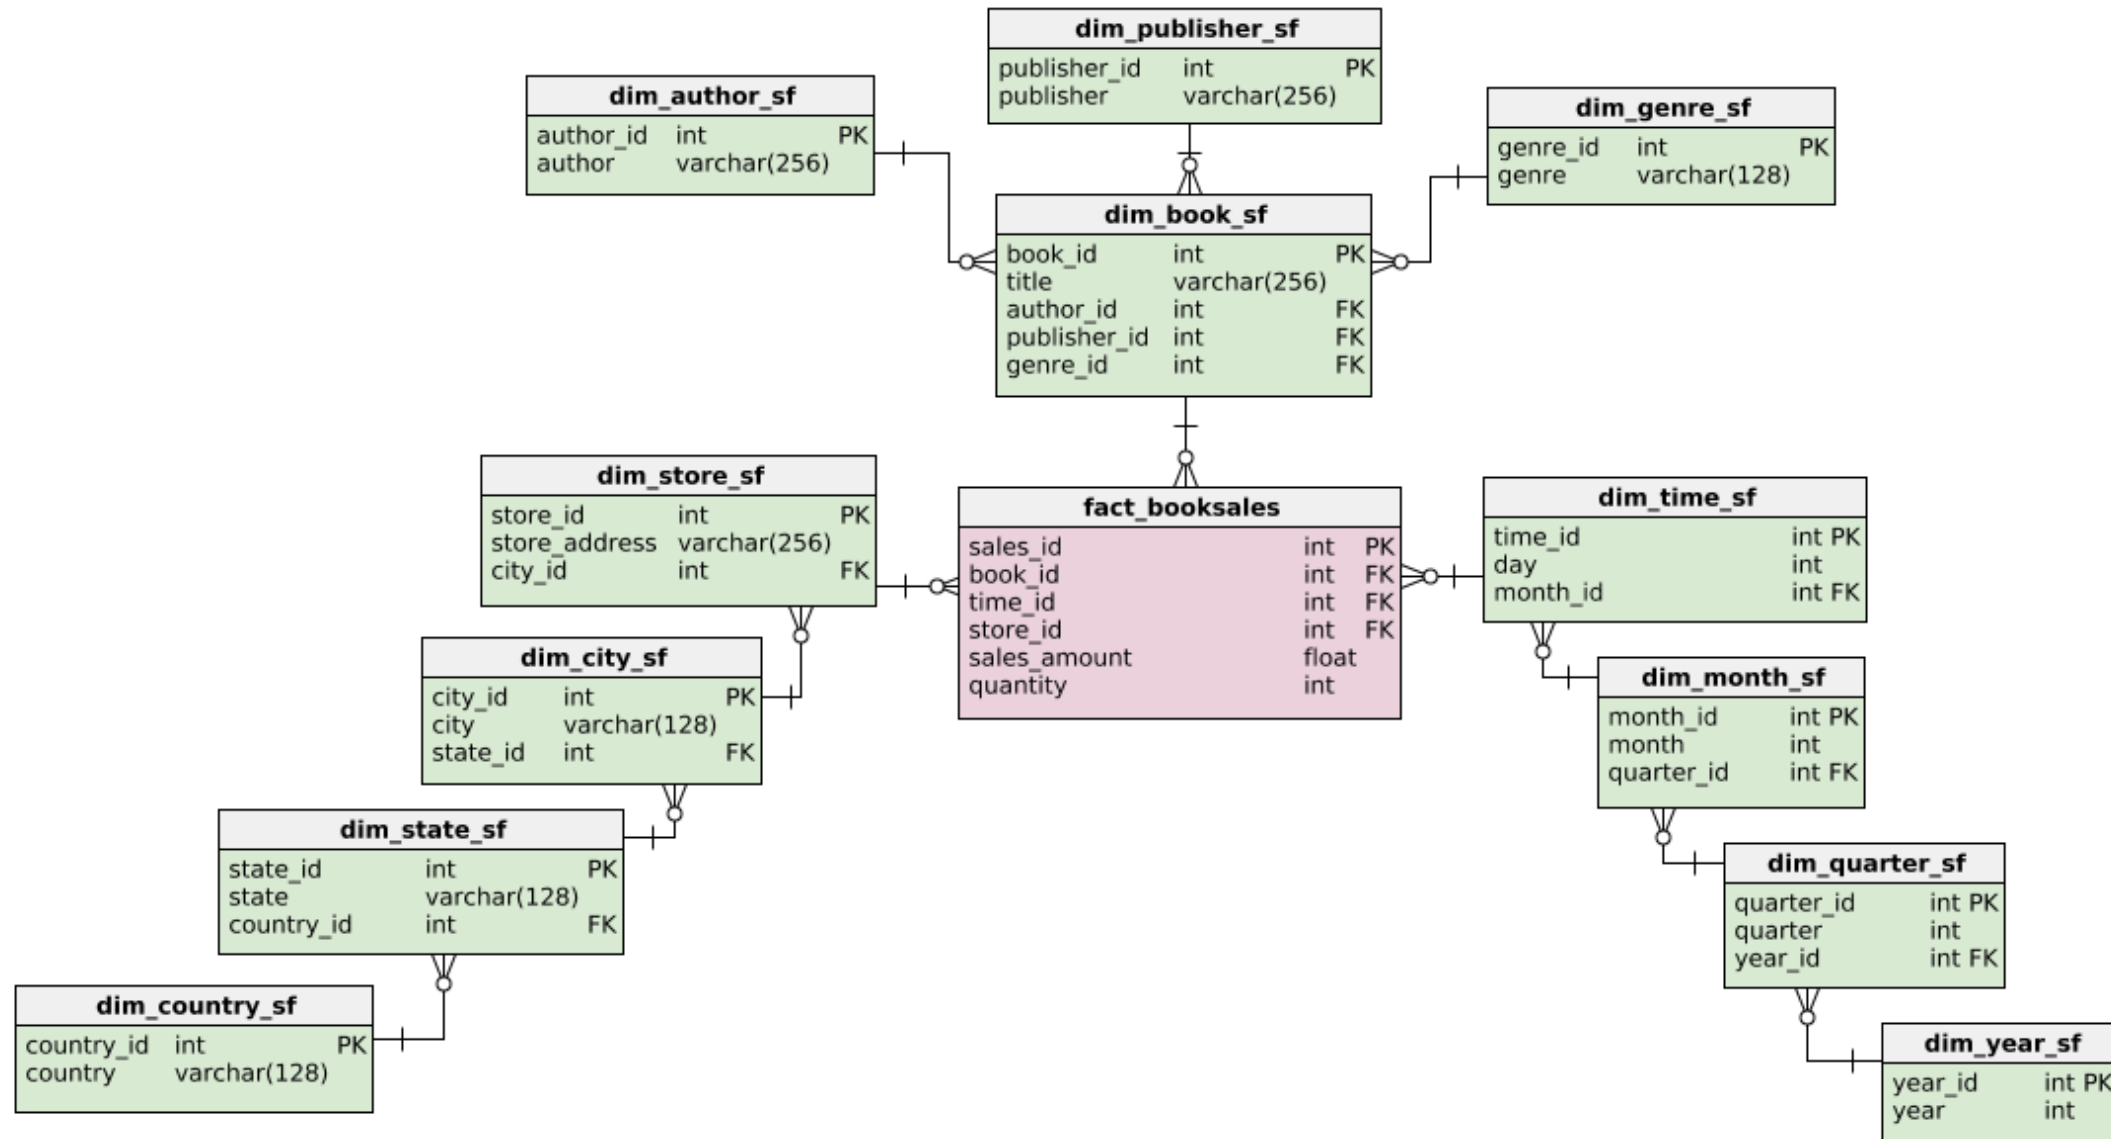 dim_publisher_sf
publisher_id int PK
publisher varchar(256)
dim_author_sf
author_id int PK
author varchar(256)
dim_genre_sf
genre_id int PK
genre varchar(128)
dim_book_sf
book_id int PK
title varchar(256)
author_id int FK
publisher_id int FK
genre_id int FK
dim_store_sf
store_id int PK
store_address varchar(256)
city_id int FK
fact_booksales
sales_id int PK
book_id int FK
time_id int FK
store_id int FK
sales_amount float
quantity int
dim_time_sf
time_id int PK
day int
month_id int FK
dim_city_sf
city_id int PK
city varchar(128)
state_id int FK
dim_month_sf
month_id int PK
month int
quarter_id int FK
dim_state_sf
state_id int PK
state varchar(128)
country_id int FK
dim_quarter_sf
quarter_id int PK
quarter int
year_id int FK
dim_country_sf
country_id int PK
country varchar(128)
dim_year_sf
year_id int PK
year int